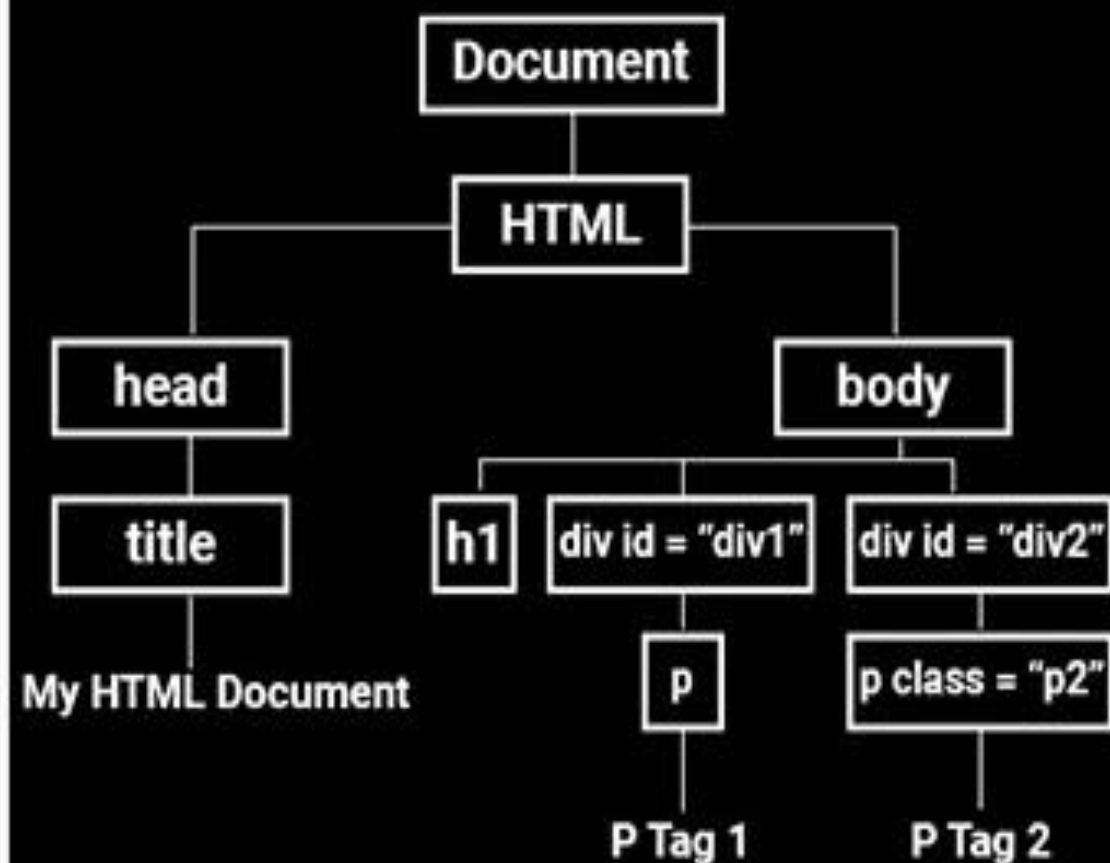 Document
HTML
head
body
title
h1
div id = “div1”
div id = “div2”
p
p class = “p2”
My HTML Document
P Tag 1
P Tag 2